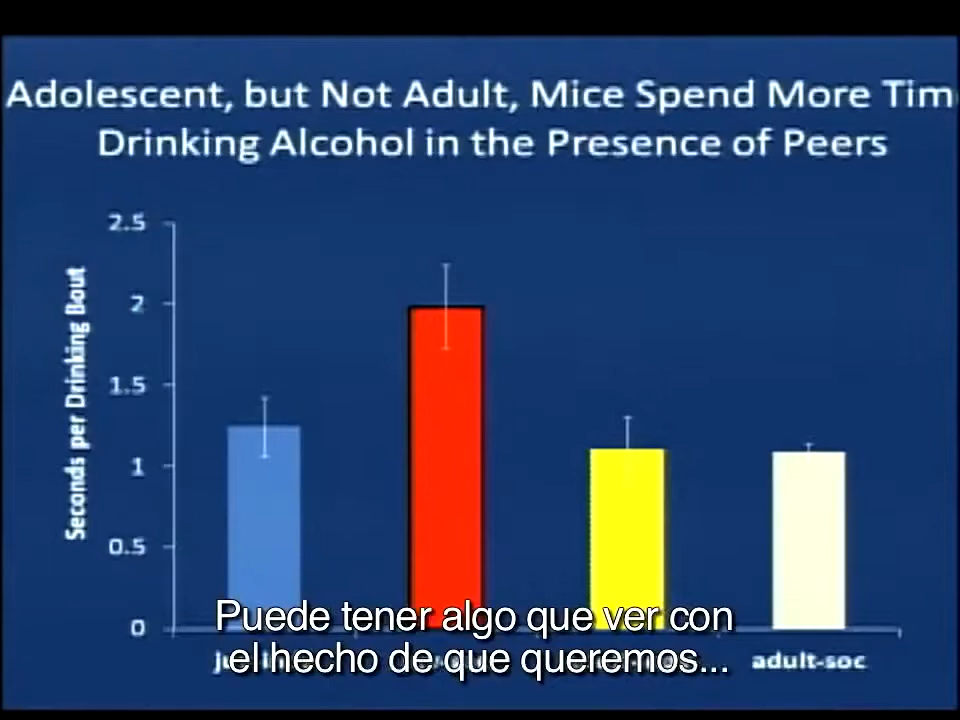 Adolescent, but Not Adult, Mice Spend More Tim
Drinking Alcohol in the Presence of Peers
Seconds per Drinking Bout
2.5
2
1.5
1
0.5
0
adult-soc
Puede tener algo que ver con
el hecho de que queremos...